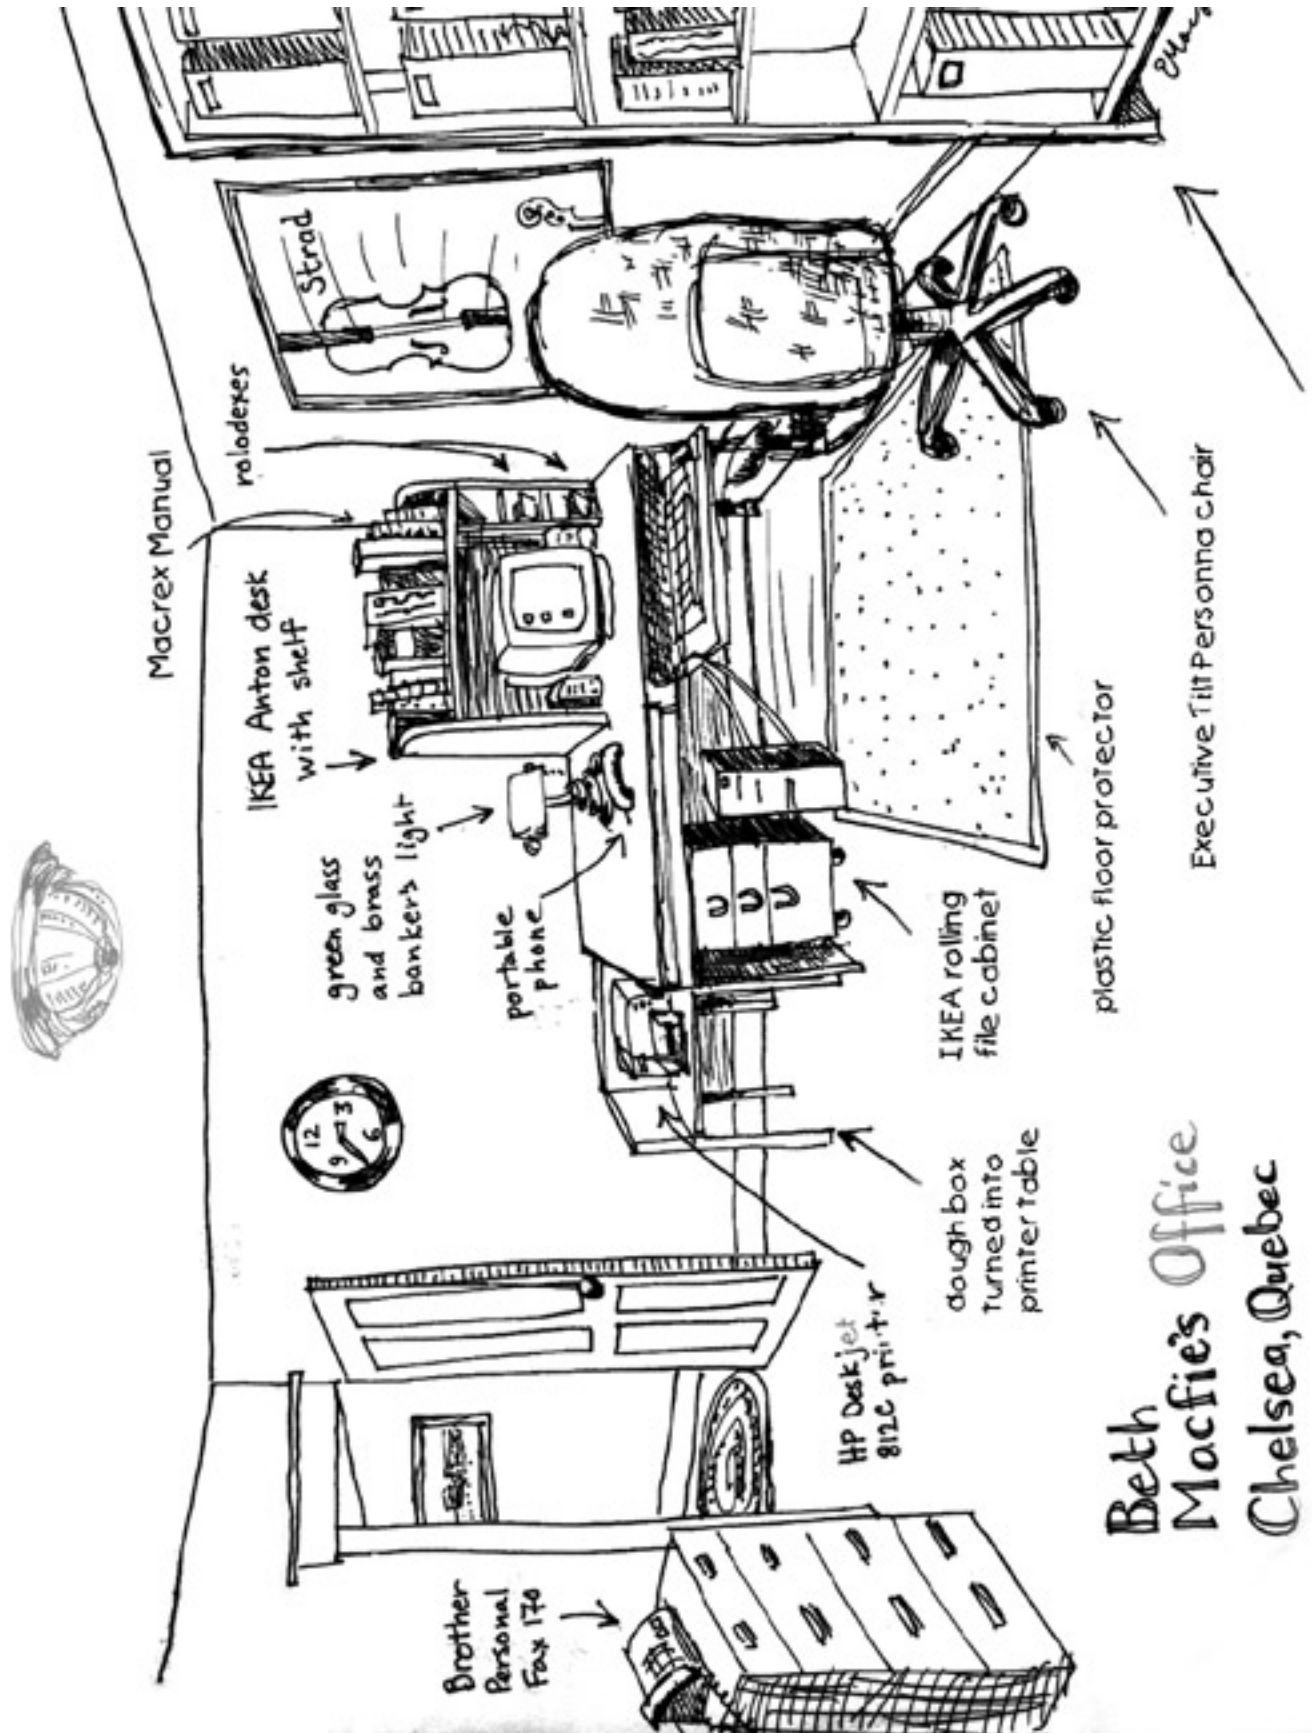 Macrex Manual
rolodexes
Strad
IKEA Anton desk
with shelf
green glass
and brass
bankers light
portable
phone
12
9 3
6
Brother
Personal
Fax 170
HP Deskjet
812C printer
dough box
turned into
printer table
IKEA rolling
file cabinet
plastic floor protector
Executive Tilt Personna chair
Beth
Macfie's Office
Chelsea, Quebec